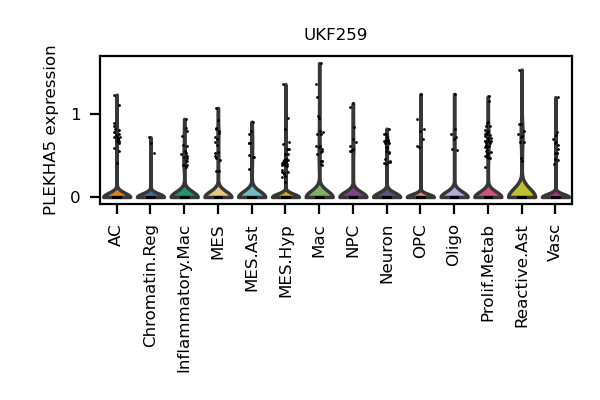 UKF259
PLEKHA5 expression
1
0
AC
Chromatin.Reg
Inflammatory.Mac
MES
MES.Ast
MES.Hyp
Mac
NPC
Neuron
OPC
Oligo
Prolif.Metab
Reactive.Ast
Vasc